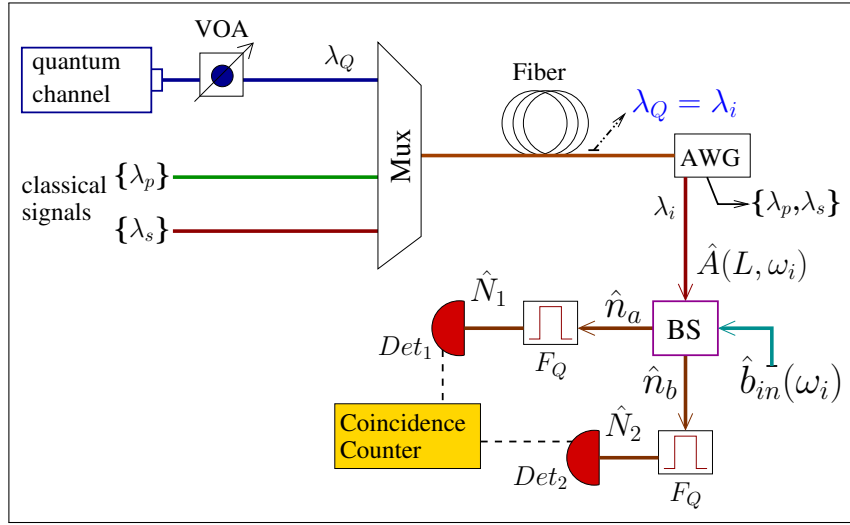 VOA
quantum
channel
λ_Q
Mux
Fiber
λ_Q = λ_i
AWG
classical
signals
{λ_p}
{λ_s}
λ_i
{λ_p,λ_s}
Â(L, ω_i)
N̂_1
n̂_a
BS
Det_1
F_Q
n̂_b
b̂_in(ω_i)
Coincidence
Counter
N̂_2
Det_2
F_Q